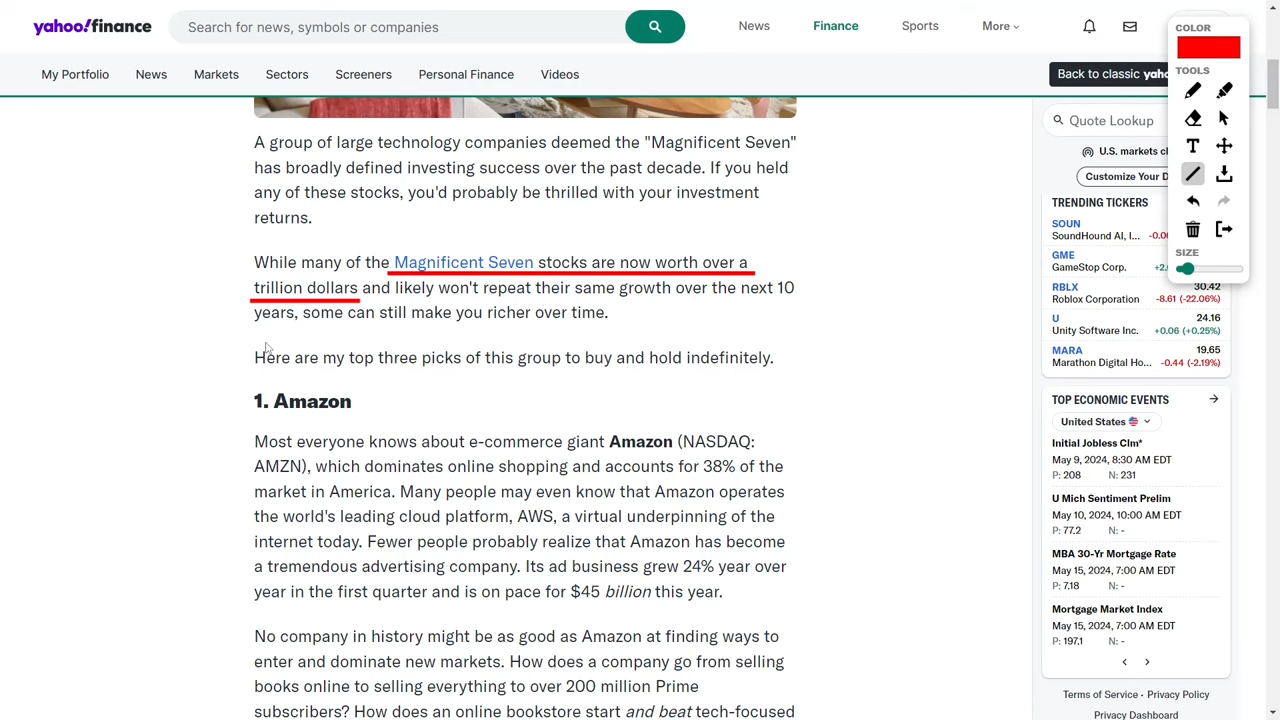 yahoo!finance
Search for news, symbols or companies
News
Finance
Sports
More
My Portfolio
News
Markets
Sectors
Screeners
Personal Finance
Videos
Back to classic
A group of large technology companies deemed the "Magnificent Seven"
has broadly defined investing success over the past decade. If you held
any of these stocks, you'd probably be thrilled with your investment
returns.
While many of the Magnificent Seven stocks are now worth over a
trillion dollars and likely won't repeat their same growth over the next 10
years, some can still make you richer over time.
Here are my top three picks of this group to buy and hold indefinitely.
1. Amazon
Most everyone knows about e-commerce giant Amazon (NASDAQ:
AMZN), which dominates online shopping and accounts for 38% of the
market in America. Many people may even know that Amazon operates
the world's leading cloud platform, AWS, a virtual underpinning of the
internet today. Fewer people probably realize that Amazon has become
a tremendous advertising company. Its ad business grew 24% year over
year in the first quarter and is on pace for $45 billion this year.
No company in history might be as good as Amazon at finding ways to
enter and dominate new markets. How does a company go from selling
books online to selling everything to over 200 million Prime
subscribers? How does an online bookstore start and beat tech-focused
COLOR
TOOLS
T
SIZE
Quote Lookup
U.S. markets
Customize Your
TRENDING TICKERS
SOUN
SoundHound AI, I...
GME
GameStop Corp.
RBLX 30.42
Roblox Corporation -8.61 (-22.06%)
U 24.16
Unity Software Inc. +0.06 (+0.25%)
MARA 19.65
Marathon Digital Ho... -0.44 (-2.19%)
TOP ECONOMIC EVENTS
United States
Initial Jobless Clm*
May 9, 2024, 8:30 AM EDT
P: 208 N: 231
U Mich Sentiment Prelim
May 10, 2024, 10:00 AM EDT
P: 77.2 N: -
MBA 30-Yr Mortgage Rate
May 15, 2024, 7:00 AM EDT
P: 7.18 N: -
Mortgage Market Index
May 15, 2024, 7:00 AM EDT
P: 197.1 N: -
Terms of Service • Privacy Policy
Privacy Dashboard